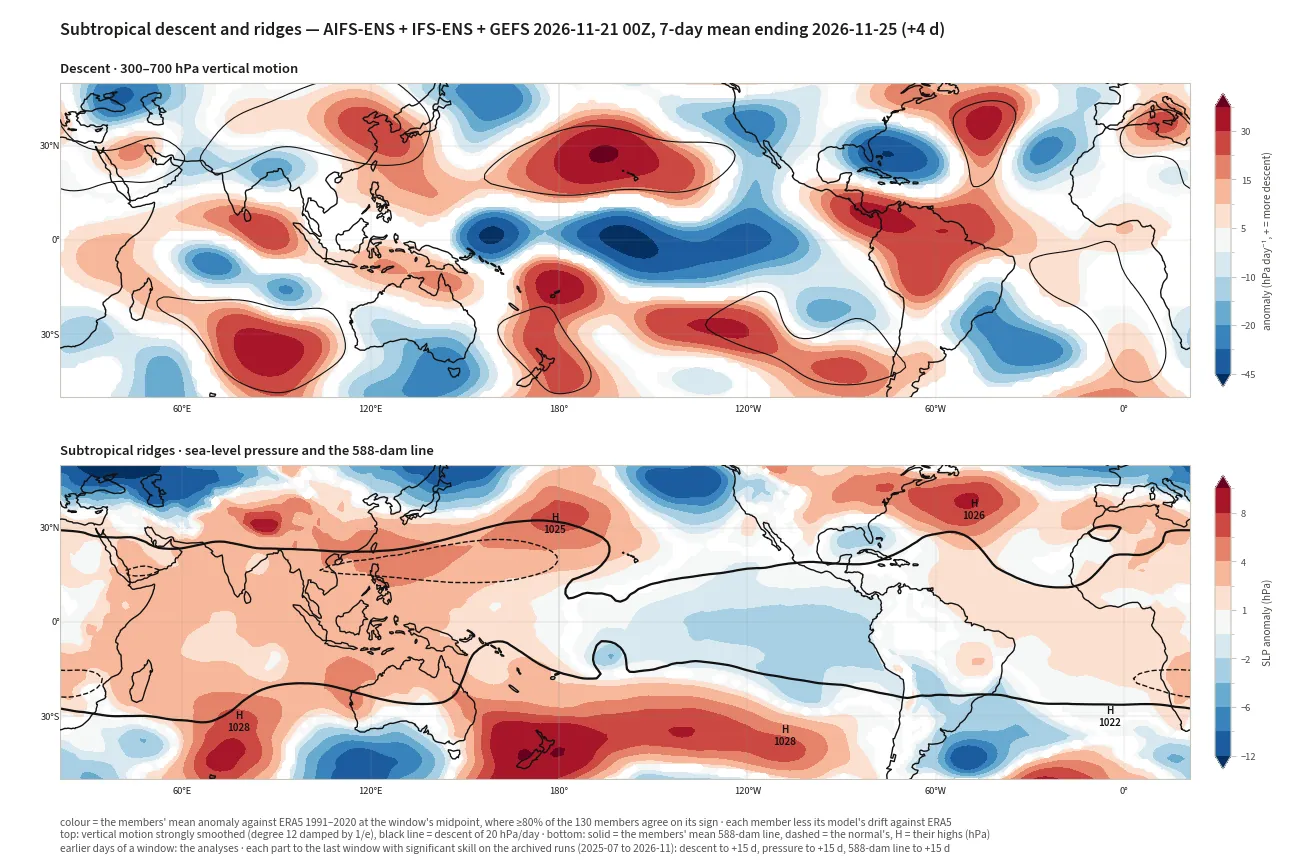 Subtropical descent and ridges — AIFS-ENS + IFS-ENS + GEFS 2026-11-21 00Z, 7-day mean ending 2026-11-25 (+4 d)
Descent · 300–700 hPa vertical motion
30°N
0°
30°S
60°E
120°E
180°
120°W
60°W
0°
30
15
5
−10
−20
−45
anomaly (hPa day⁻¹, + = more descent)
Subtropical ridges · sea-level pressure and the 588-dam line
30°N
0°
30°S
H
1025
H
1026
H
1028
H
1028
H
1022
60°E
120°E
180°
120°W
60°W
0°
8
4
1
−2
−6
−12
SLP anomaly (hPa)
colour = the members' mean anomaly against ERA5 1991–2020 at the window's midpoint, where ≥80% of the 130 members agree on its sign · each member less its model's drift against ERA5
top: vertical motion strongly smoothed (degree 12 damped by 1/e), black line = descent of 20 hPa/day · bottom: solid = the members' mean 588-dam line, dashed = the normal's, H = their highs (hPa)
earlier days of a window: the analyses · each part to the last window with significant skill on the archived runs (2025-07 to 2026-11): descent to +15 d, pressure to +15 d, 588-dam line to +15 d